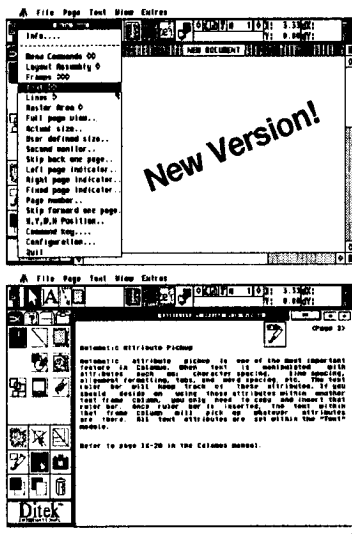 File Page Text View Extras
Info....
NEW DOCUMENT
Menu Commands OO
Layout Assembly O
Frames OOO
Lines 5
Raster Area O
Full page view..
Actual size..
User defined size..
Second monitor..
Skip back one page..
Left page indicator..
Right page indicator..
Fixed page indicator..
Page number..
Skip forward one page.
X,Y,D,H Position..
Command key....
Configuration...
Quit
New Version!
File Page Text View Extras
(Page 3)
Automatic Attribute Pickup
Automatic attribute pickup is one of the most important
feature in Calamus. When text is manipulated with
attributes such as: character spacing, line spacing,
alignment formatting, tabs, and word spacing, etc. The text
ruler bar will keep track of these attributes. If you
should decide on using those attributes within another
text frame column, you only need to copy and insert that
ruler bar. Once ruler bar is inserted, the text within
that frame column will pick up whatever attributes
are there. All text attributes are set within the "Text"
module.
Refer to page 16-20 in the Calamus manual.
Ditek
INTERNATIONAL